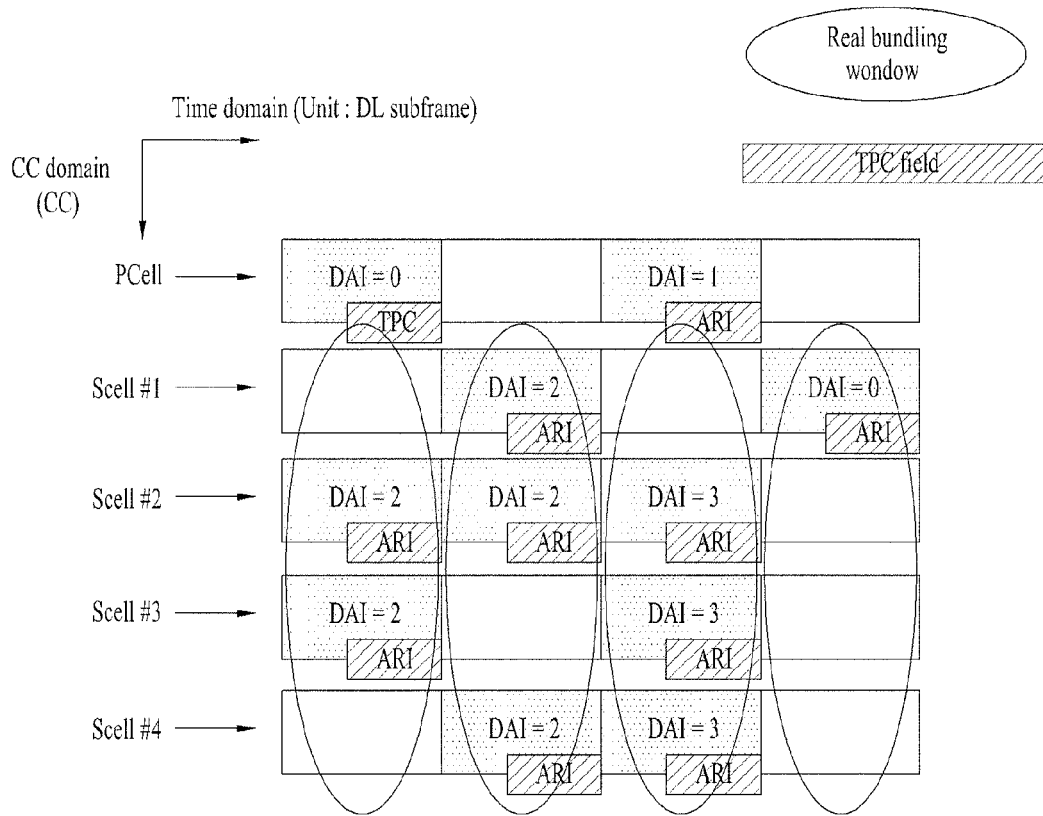 Real bundling
wondow
Time domain (Unit : DL subframe)
CC domain
(CC)
TPC field
PCell
DAI = 0
DAI = 1
TPC
ARI
Scell #1
DAI = 2
DAI = 0
ARI
ARI
Scell #2
DAI = 2
DAI = 2
DAI = 3
ARI
ARI
ARI
Scell #3
DAI = 2
DAI = 3
ARI
ARI
Scell #4
DAI = 2
DAI = 3
ARI
ARI